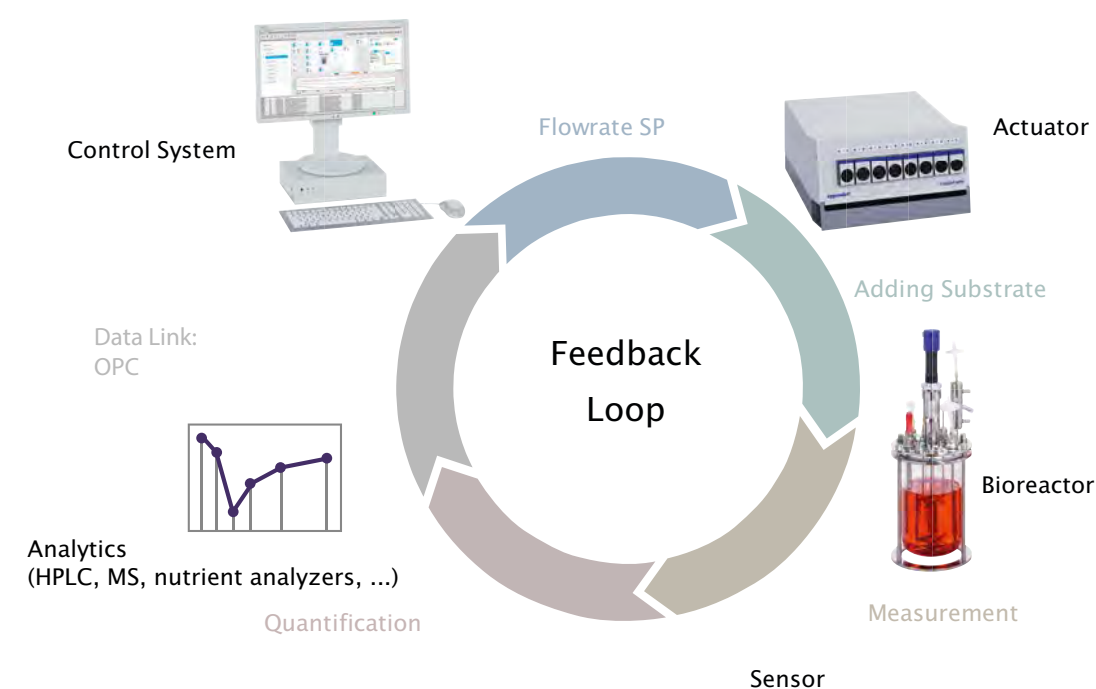 Flowrate SP
Control System
Actuator
Adding Substrate
Data Link:
OPC
Feedback
Loop
Bioreactor
Analytics
(HPLC, MS, nutrient analyzers, ...)
Quantification
Measurement
Sensor